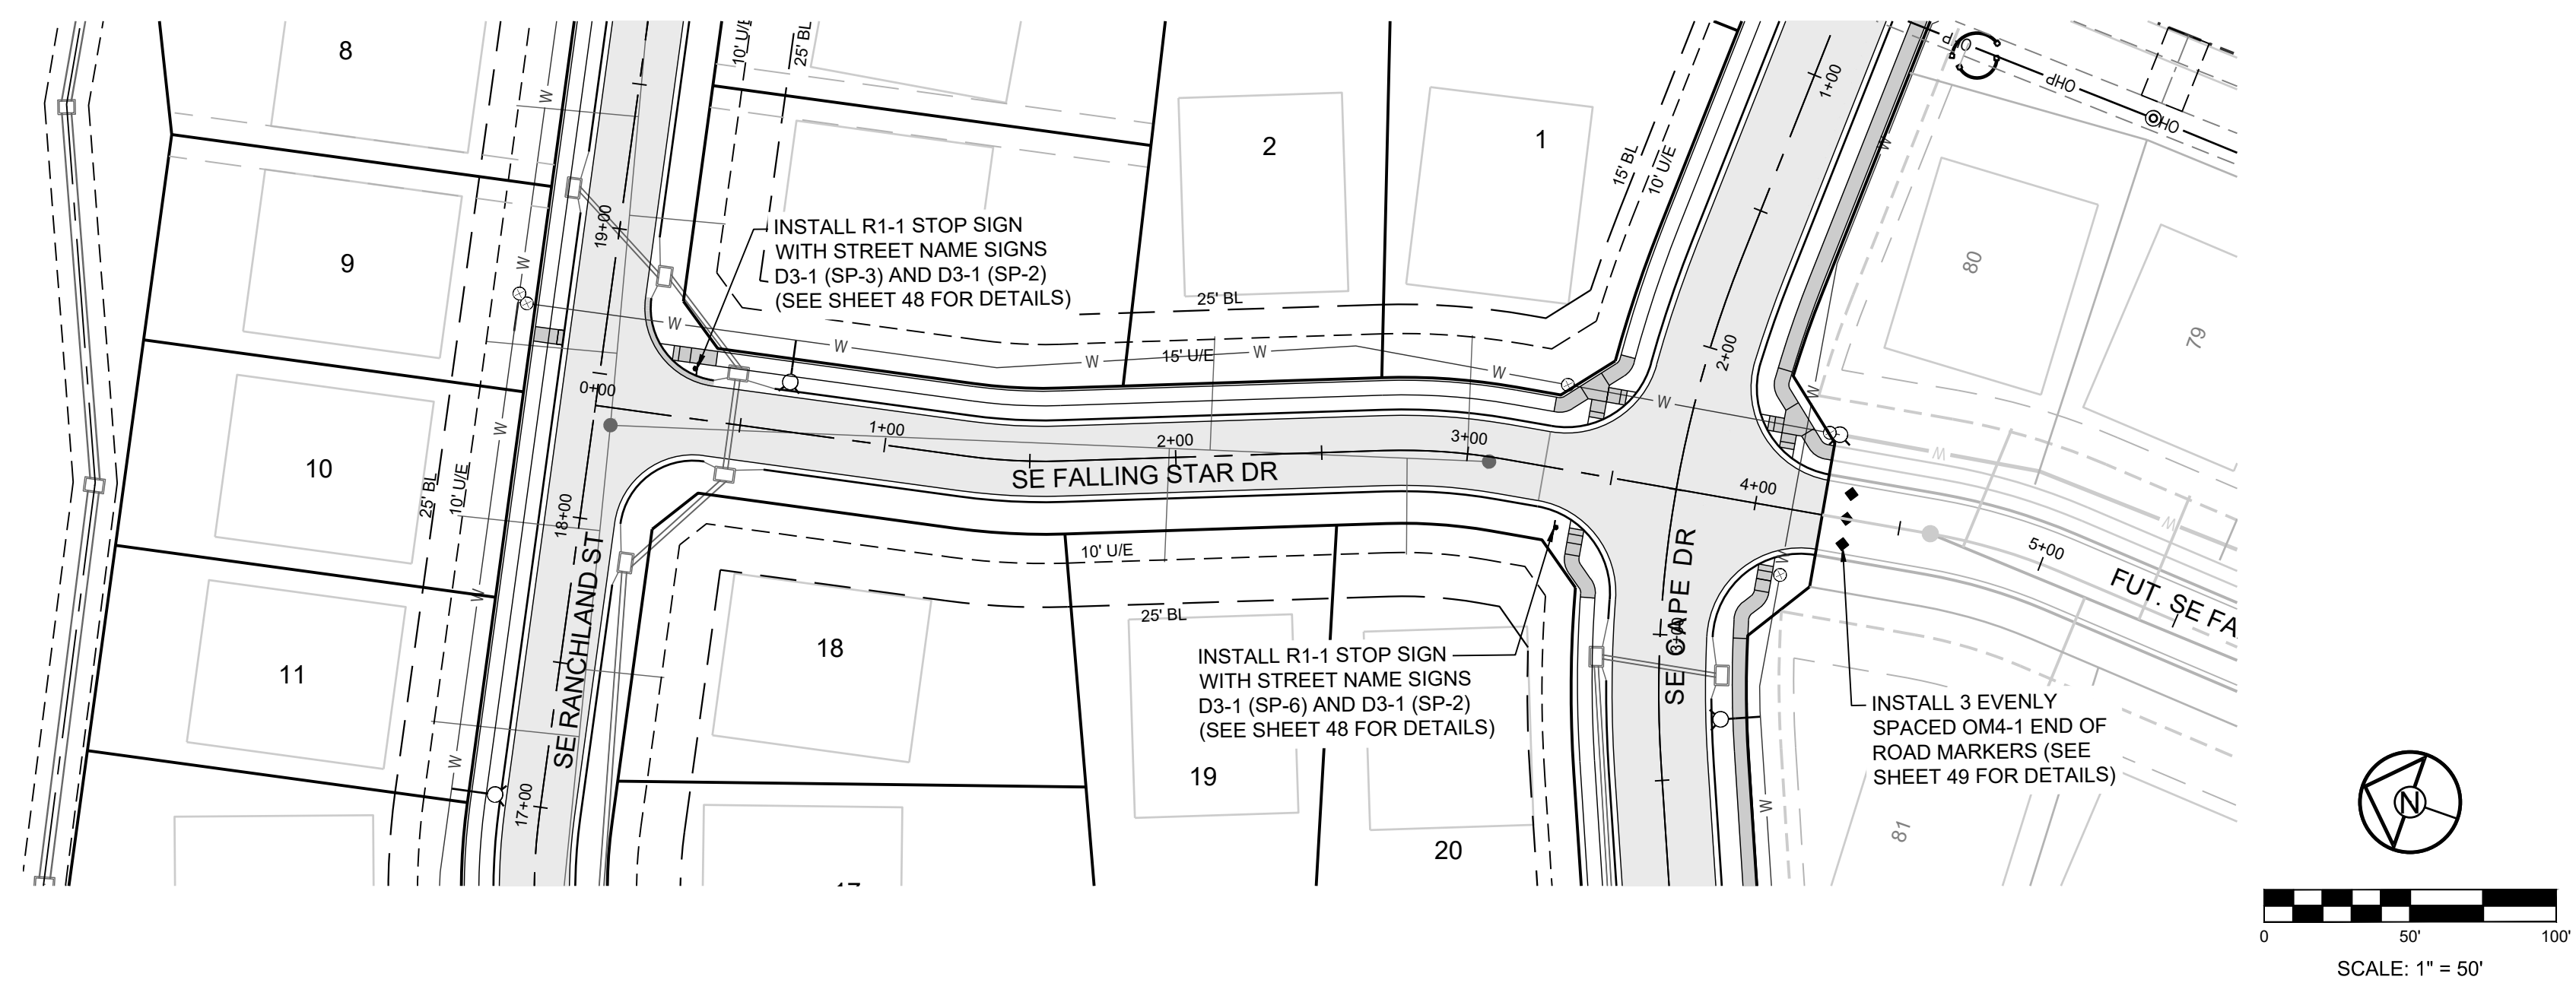 8
10' U/E
25' BL
2
1
15' BL
10' U/E
1+00
OHP
OHP
OHP
W
9
19+00
INSTALL R1-1 STOP SIGN
WITH STREET NAME SIGNS
D3-1 (SP-3) AND D3-1 (SP-2)
(SEE SHEET 48 FOR DETAILS)
25' BL
80
79
W
W
W
W
15' U/E
W
W
W
2+00
W
W
W
0+00
1+00
2+00
3+00
4+00
5+00
10
25' BL
10' U/E
W
18+00
SE FALLING STAR DR
W
W
10' U/E
25' BL
SE RANCHLAND ST
SE CAPE DR
3+00
W
FUT. SE FA
11
W
18
INSTALL R1-1 STOP SIGN
WITH STREET NAME SIGNS
D3-1 (SP-6) AND D3-1 (SP-2)
(SEE SHEET 48 FOR DETAILS)
INSTALL 3 EVENLY
SPACED OM4-1 END OF
ROAD MARKERS (SEE
SHEET 49 FOR DETAILS)
W
17+00
19
20
W
81
N
0
50'
100'
SCALE: 1" = 50'